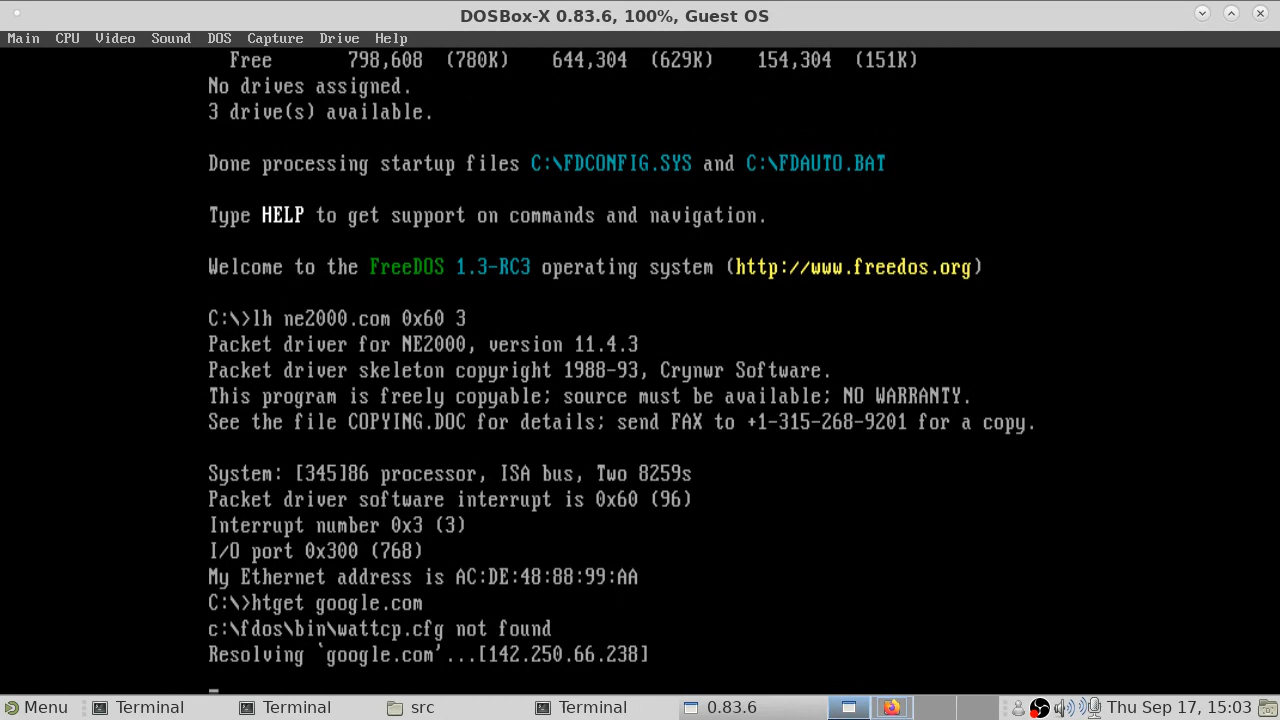 DOSBox-X 0.83.6, 100%, Guest OS
Main CPU Video Sound DOS Capture Drive Help
Free 798,608 (780K) 644,304 (629K) 154,304 (151K)
No drives assigned.
3 drive(s) available.
Done processing startup files C:\FDCONFIG.SYS and C:\FDAUTO.BAT
Type HELP to get support on commands and navigation.
Welcome to the FreeDOS 1.3-RC3 operating system (http://www.freedos.org)
C:\>lh ne2000.com 0x60 3
Packet driver for NE2000, version 11.4.3
Packet driver skeleton copyright 1988-93, Crynwr Software.
This program is freely copyable; source must be available; NO WARRANTY.
See the file COPYING.DOC for details; send FAX to +1-315-268-9201 for a copy.
System: [345]86 processor, ISA bus, Two 8259s
Packet driver software interrupt is 0x60 (96)
Interrupt number 0x3 (3)
I/O port 0x300 (768)
My Ethernet address is AC:DE:48:88:99:AA
C:\>htget google.com
c:\fdos\bin\wattcp.cfg not found
Resolving `google.com'...[142.250.66.238]
Menu Terminal Terminal src Terminal 0.83.6 Thu Sep 17, 15:03